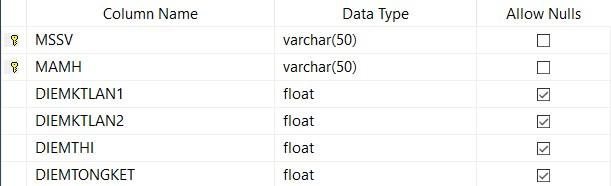 Column Name Data Type Allow Nulls
MSSV varchar(50)
MAMH varchar(50)
DIEMKTLAN1 float
DIEMKTLAN2 float
DIEMTHI float
DIEMTONGKET float